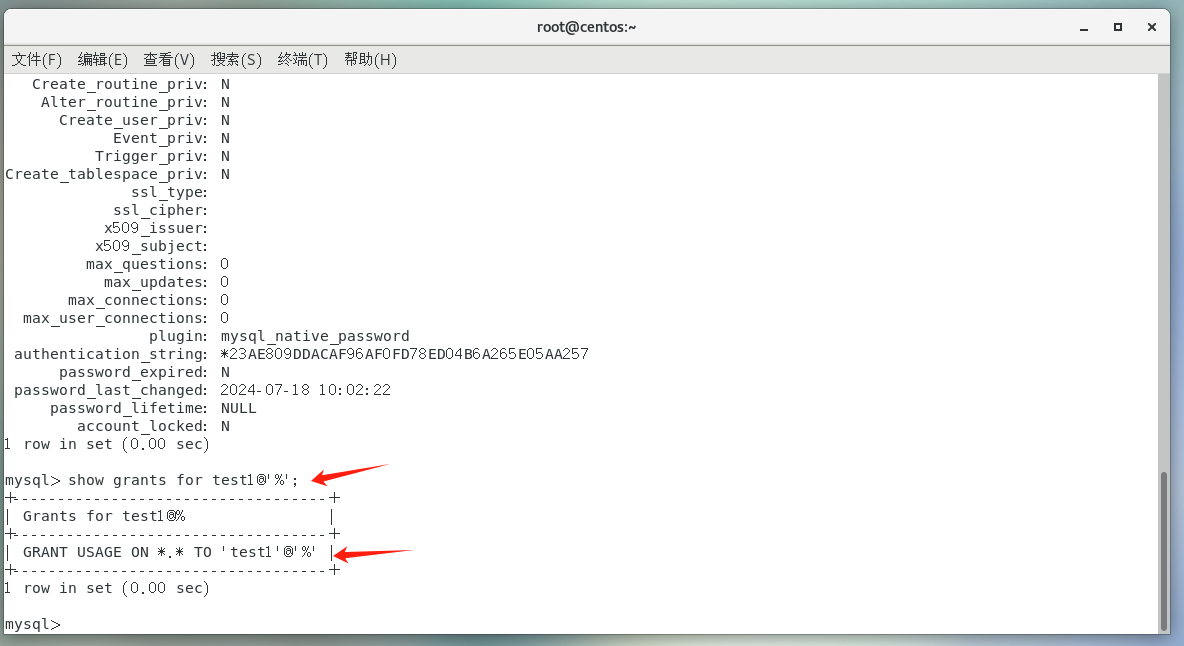 root@centos:~
文件(F) 编辑(E) 查看(V) 搜索(S) 终端(T) 帮助(H)
Create_routine_priv: N
Alter_routine_priv: N
Create_user_priv: N
Event_priv: N
Trigger_priv: N
Create_tablespace_priv: N
ssl_type:
ssl_cipher:
x509_issuer:
x509_subject:
max_questions: 0
max_updates: 0
max_connections: 0
max_user_connections: 0
plugin: mysql_native_password
authentication_string: *23AE809DDACAF96AF0FD78ED04B6A265E05AA257
password_expired: N
password_last_changed: 2024-07-18 10:02:22
password_lifetime: NULL
account_locked: N
1 row in set (0.00 sec)
mysql> show grants for test1@'%';
+-----------------------------------+
| Grants for test1@% |
+-----------------------------------+
| GRANT USAGE ON *.* TO 'test1'@'%' |
+-----------------------------------+
1 row in set (0.00 sec)
mysql>